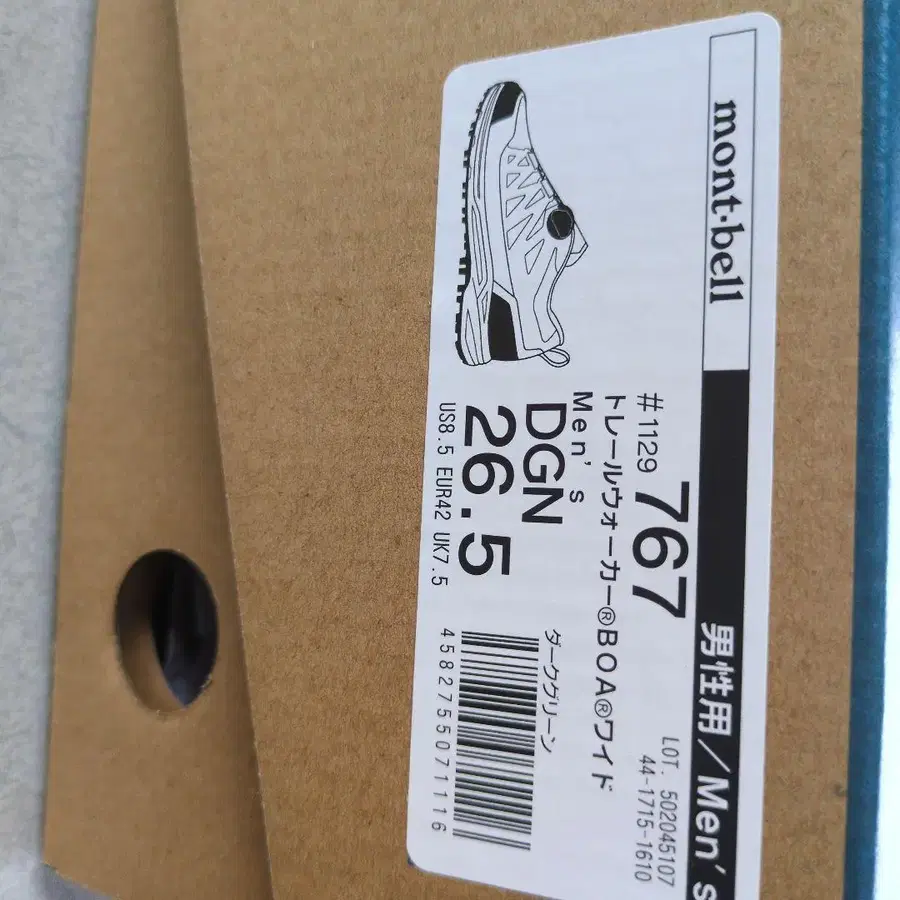 mont·bell
男性用/Men's
#1129 767
トレールウォーカー®BOA®ワイド
Men's
DGN
ダークグリーン
26.5
US8.5 EUR42 UK7.5
LOT. 502045107
44-1715-1610
4582755071116